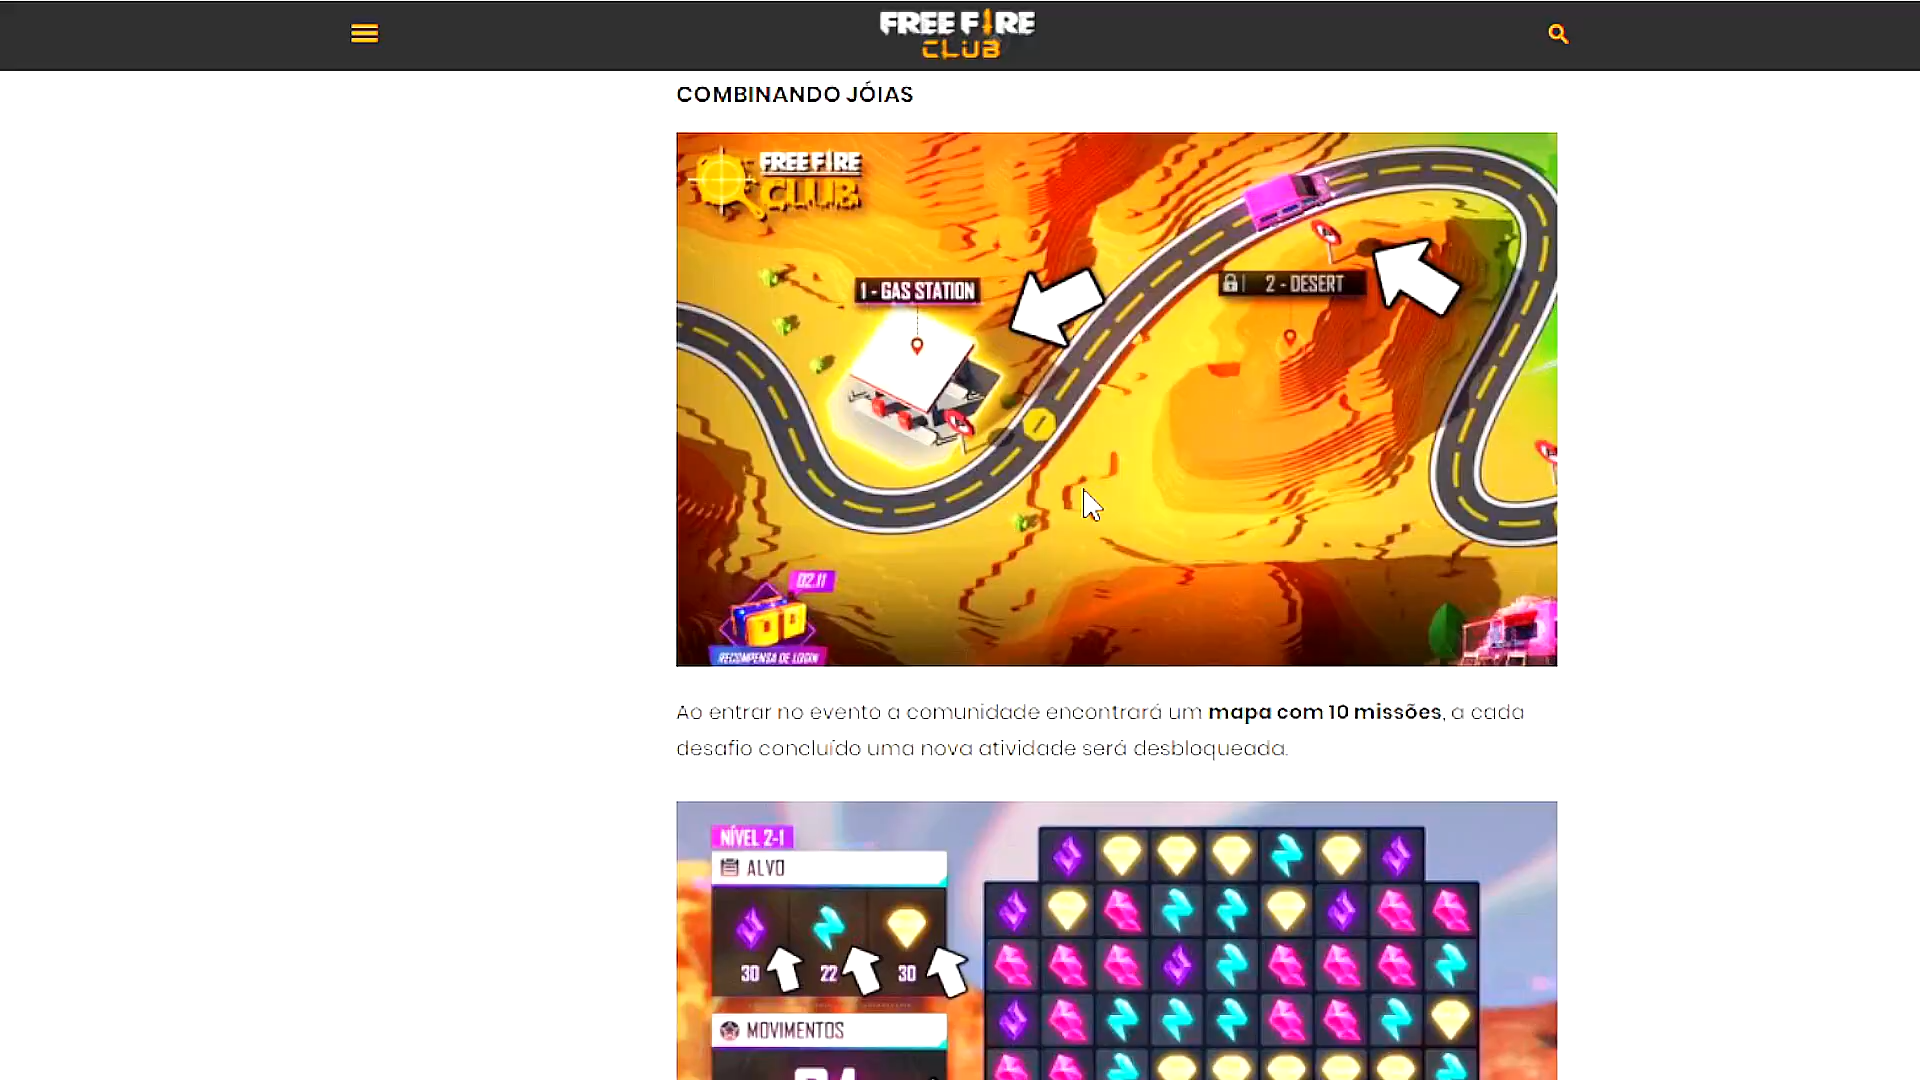 FREE FIRE
CLUB
COMBINANDO JÓIAS
FREE FIRE
CLUB
1 - GAS STATION
2 - DESERT
02.11
RECOMPENSA DE LOGIN
Ao entrar no evento a comunidade encontrará um mapa com 10 missões, a cada
desafio concluído uma nova atividade será desbloqueada.
NÍVEL 2-1
ALVO
30 22 30
MOVIMENTOS